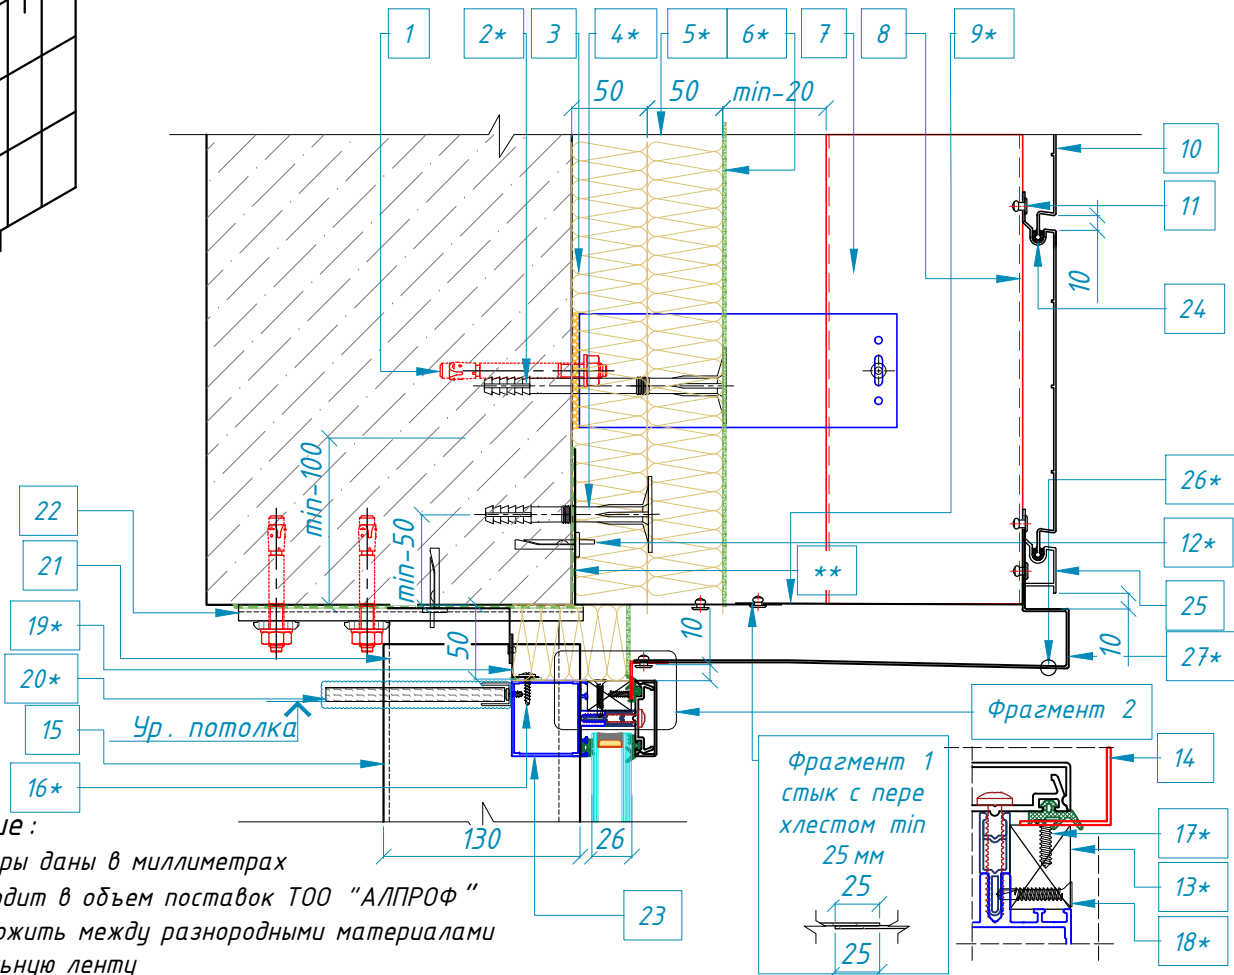 1
2*
3
4*
5*
6*
7
8
9*
50
50
min-20
10
11
10
24
min-100
min-50
26*
22
21
12*
**
19*
50
10
25
10
27*
20*
Ур. потолка
Фрагмент 2
15
16*
Фрагмент 1
стык с пере
хлестом min
25 мм
25
25
14
17*
13*
18*
130
26
23
ие:
ры даны в миллиметрах
одит в объем поставок ТОО "АЛПРОФ"
ожить между разнородными материалами
ьную ленту